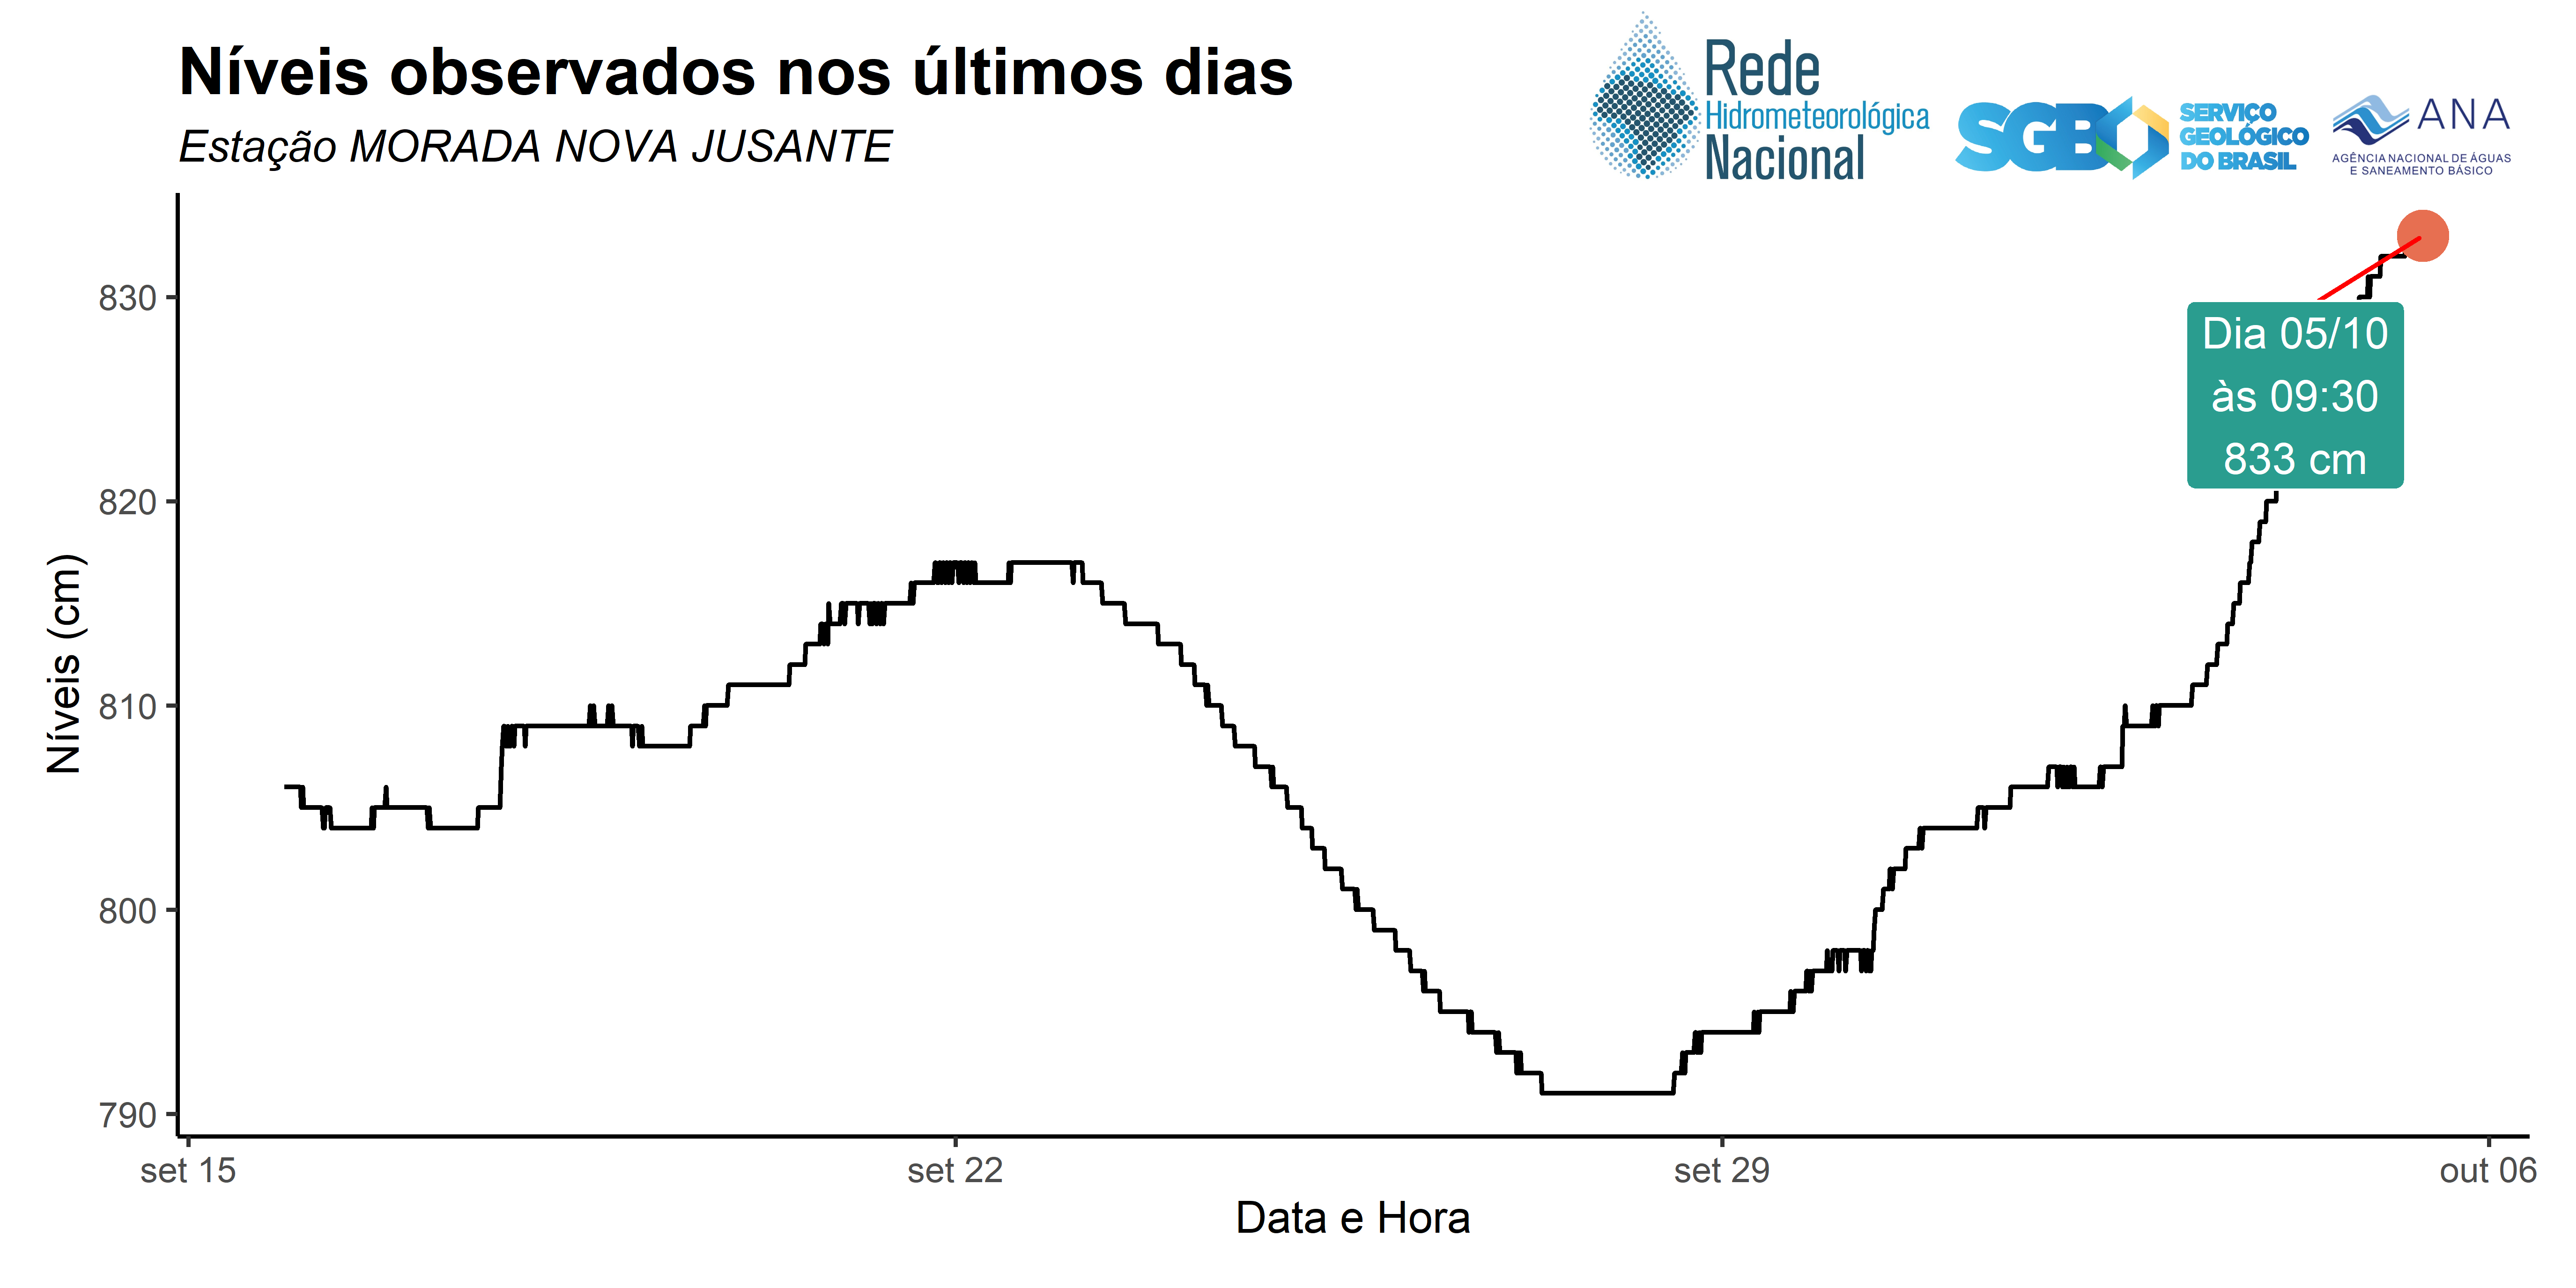 Níveis observados nos últimos dias
Estação MORADA NOVA JUSANTE
Rede
Hidrometeorológica
Nacional
SGB
SERVIÇO
GEOLÓGICO
DO BRASIL
ANA
AGÊNCIA NACIONAL DE ÁGUAS
E SANEAMENTO BÁSICO
Níveis (cm)
830
820
810
800
790
Dia 05/10
às 09:30
833 cm
set 15
set 22
set 29
out 06
Data e Hora